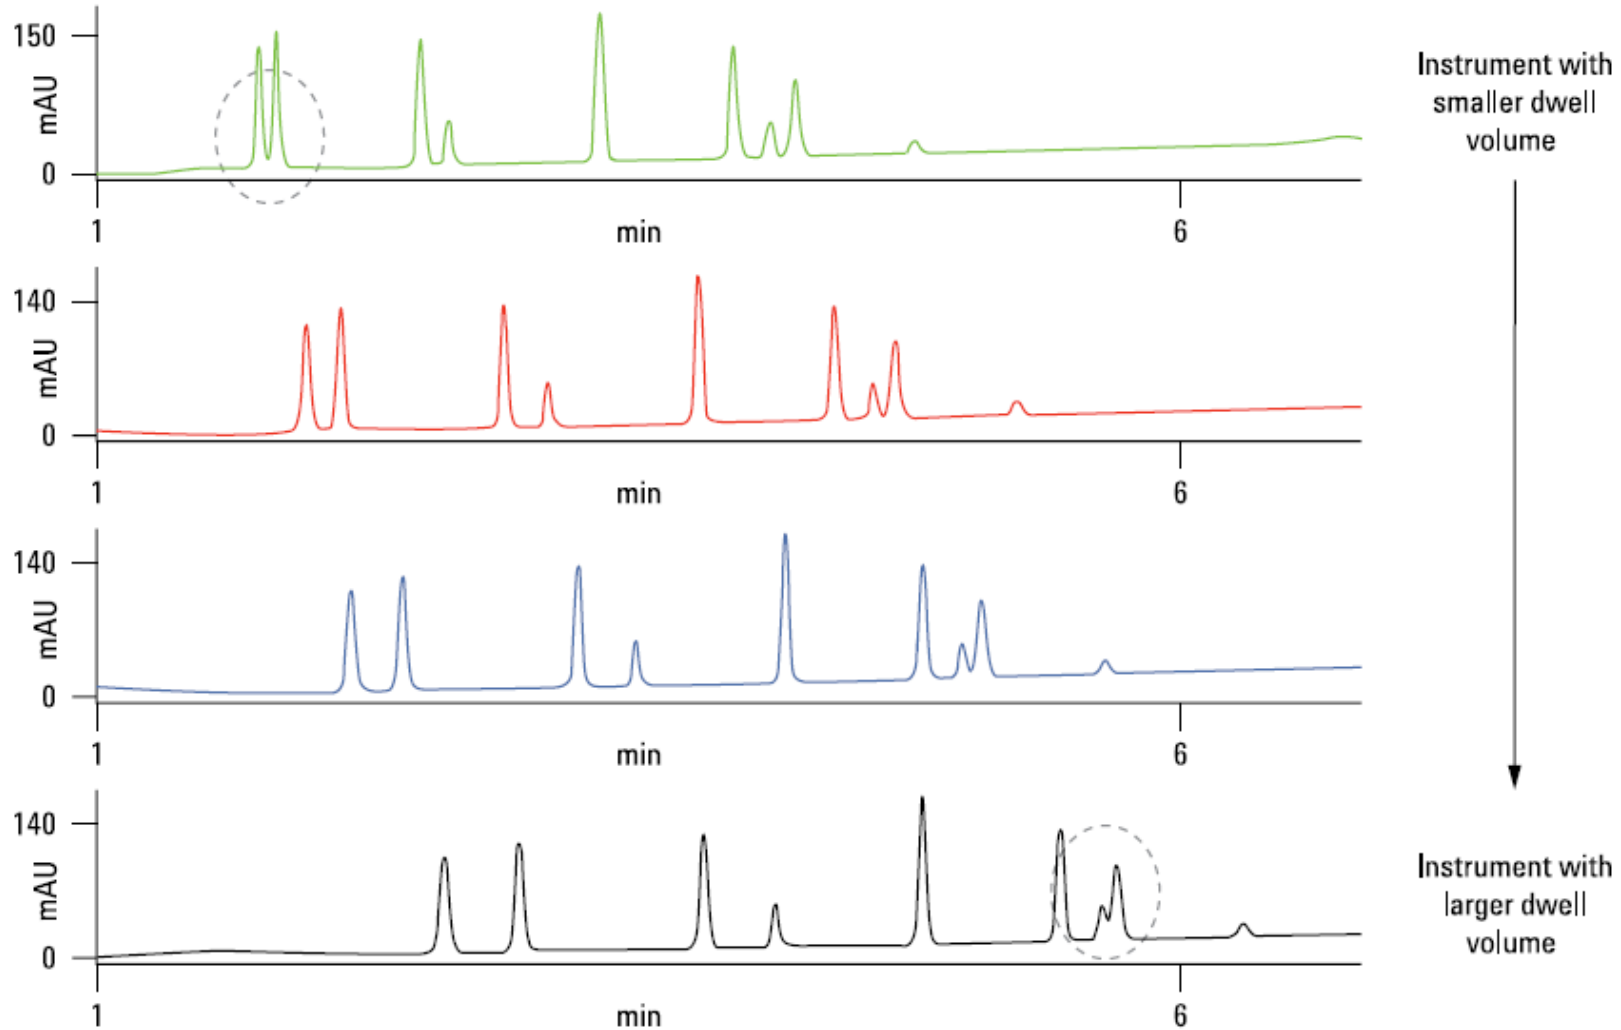 150
mAU
0
1
min
6
Instrument with
smaller dwell
volume
140
mAU
0
1
min
6
140
mAU
0
1
min
6
140
mAU
0
1
min
6
Instrument with
larger dwell
volume